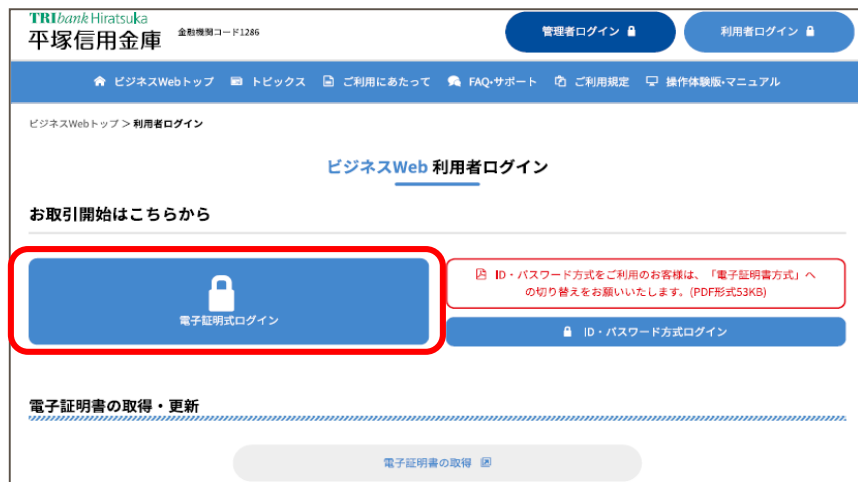 TRIbank Hiratsuka
平塚信用金庫 金融機関コード1286
管理者ログイン
利用者ログイン
ビジネスWebトップ トピックス ご利用にあたって FAQ・サポート ご利用規定 操作体験版・マニュアル
ビジネスWebトップ > 利用者ログイン
ビジネスWeb 利用者ログイン
お取引開始はこちらから
電子証明式ログイン
ID・パスワード方式をご利用のお客様は、「電子証明書方式」へ
の切り替えをお願いいたします。(PDF形式53KB)
ID・パスワード方式ログイン
電子証明書の取得・更新
電子証明書の取得